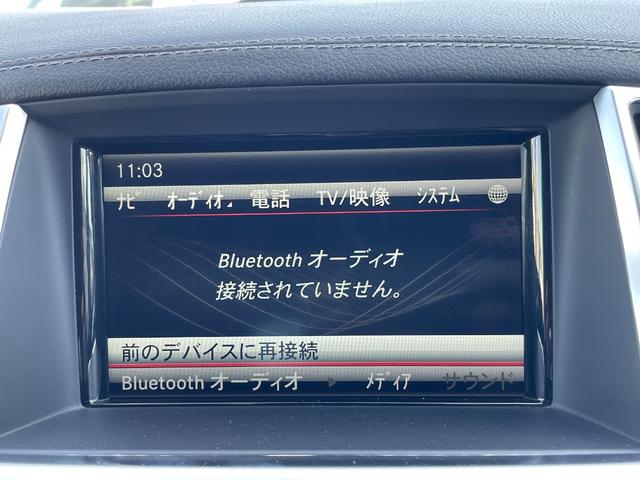 11:03
ナビ オーディオ 電話 TV/映像 システム
Bluetooth オーディオ
接続されていません。
前のデバイスに再接続
Bluetooth オーディオ メディア サウンド